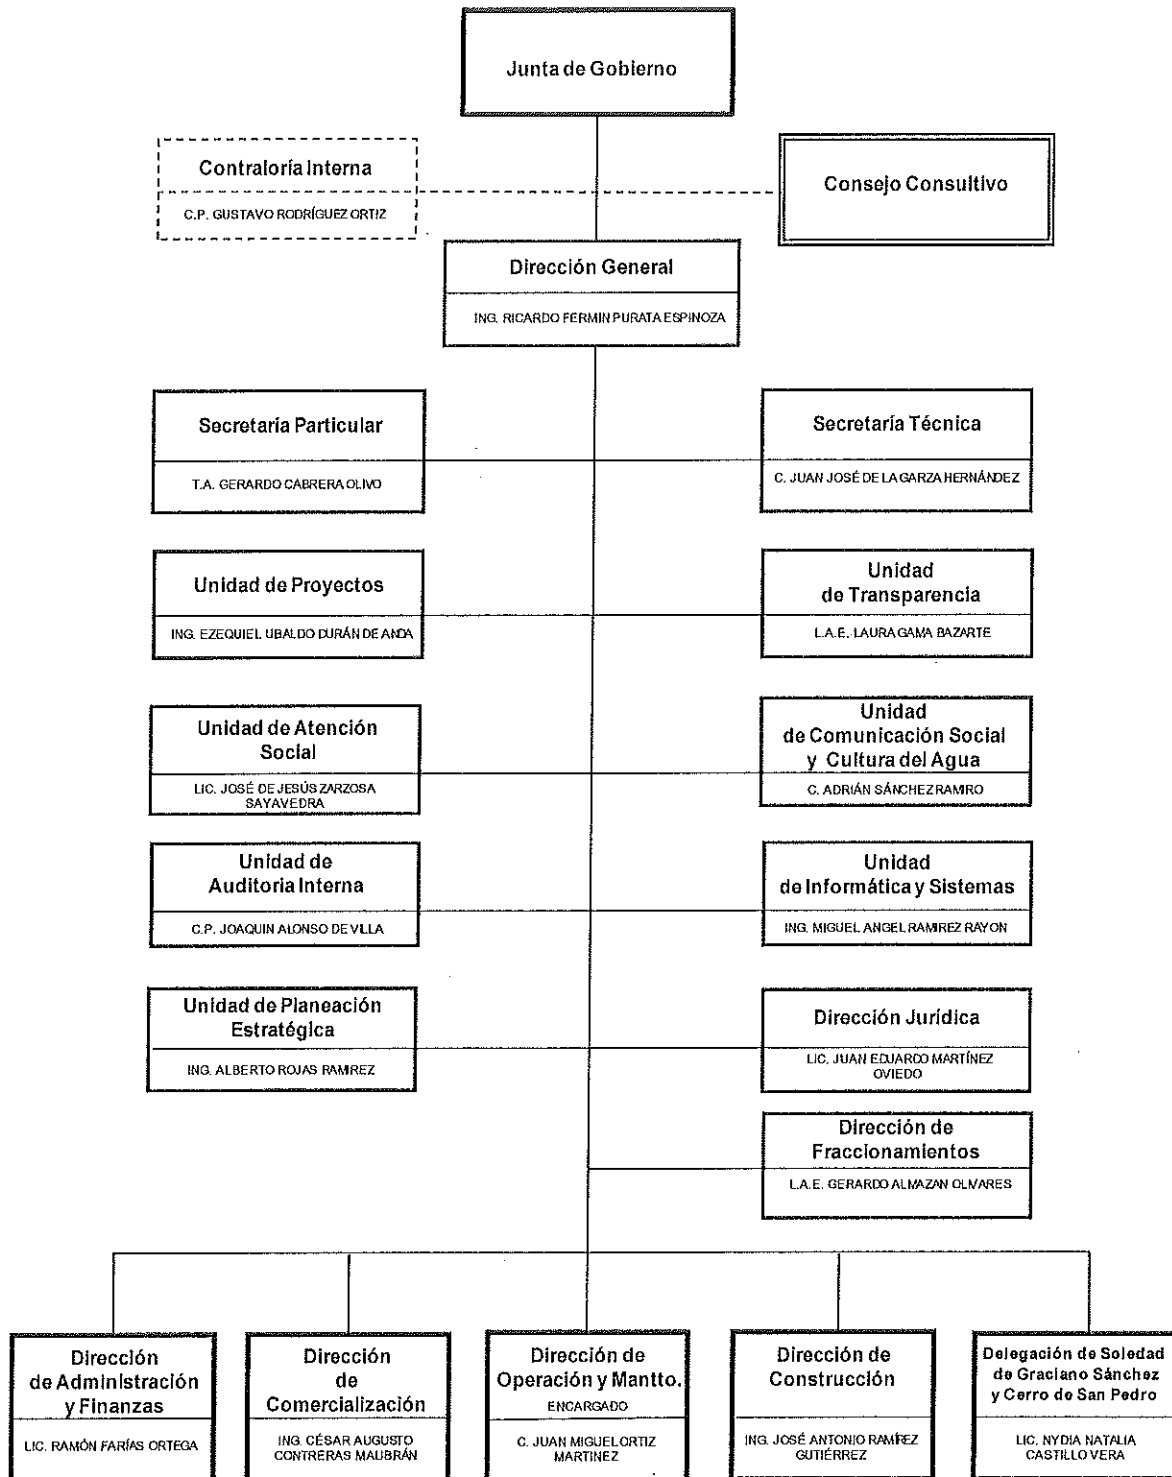 Junta de Gobierno
Contraloría Interna
C.P. GUSTAVO RODRÍGUEZ ORTIZ
Consejo Consultivo
Dirección General
ING. RICARDO FERMIN PURATA ESPINOZA
Secretaría Particular
T.A. GERARDO CABRERA OLIVO
Secretaría Técnica
C. JUAN JOSÉ DE LA GARZA HERNÁNDEZ
Unidad de Proyectos
ING. EZEQUIEL UBALDO DURÁN DE ANDA
Unidad
de Transparencia
L.A.E. LAURA GAMA BAZARTE
Unidad de Atención
Social
LIC. JOSÉ DE JESÚS ZARZOSA
SAYAVEDRA
Unidad
de Comunicación Social
y Cultura del Agua
C. ADRIÁN SÁNCHEZ RAMIRO
Unidad de
Auditoria Interna
C.P. JOAQUIN ALONSO DE VILLA
Unidad
de Informática y Sistemas
ING. MIGUEL ANGEL RAMIREZ RAYON
Unidad de Planeación
Estratégica
ING. ALBERTO ROJAS RAMIREZ
Dirección Jurídica
LIC. JUAN EDUARDO MARTÍNEZ
OVIEDO
Dirección de
Fraccionamientos
L.A.E. GERARDO ALMAZAN OLIVARES
Dirección
de Administración
y Finanzas
LIC. RAMÓN FARÍAS ORTEGA
Dirección
de
Comercialización
ING. CÉSAR AUGUSTO
CONTRERAS MALIBRÁN
Dirección de
Operación y Mantto.
ENCARGADO
C. JUAN MIGUEL ORTIZ
MARTINEZ
Dirección de
Construcción
ING. JOSÉ ANTONIO RAMÍREZ
GUTIÉRREZ
Delegación de Soledad
de Graciano Sánchez
y Cerro de San Pedro
LIC. NYDIA NATALIA
CASTILLO VERA